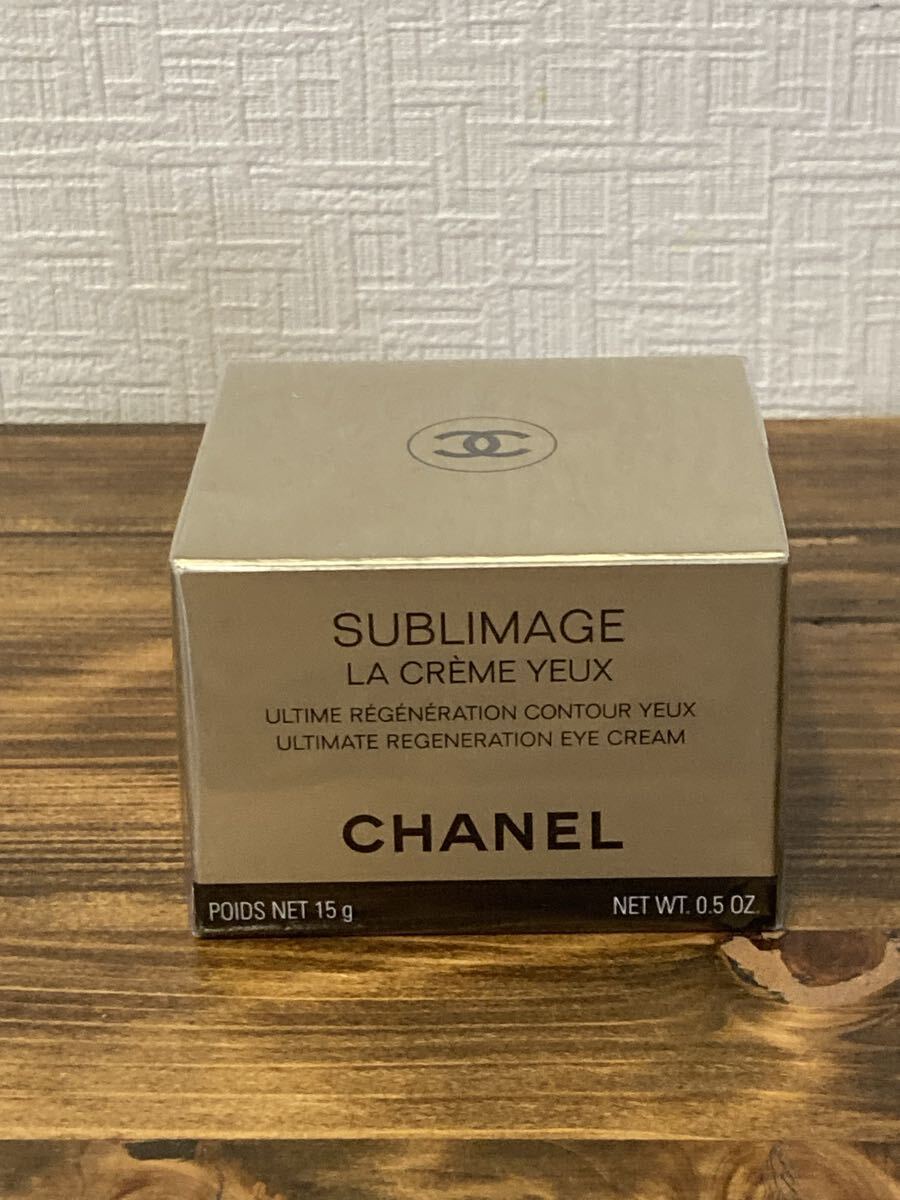 SUBLIMAGE
LA CRÈME YEUX
ULTIME RÉGÉNÉRATION CONTOUR YEUX
ULTIMATE REGENERATION EYE CREAM
CHANEL
POIDS NET 15 g NET WT. 0.5 OZ.